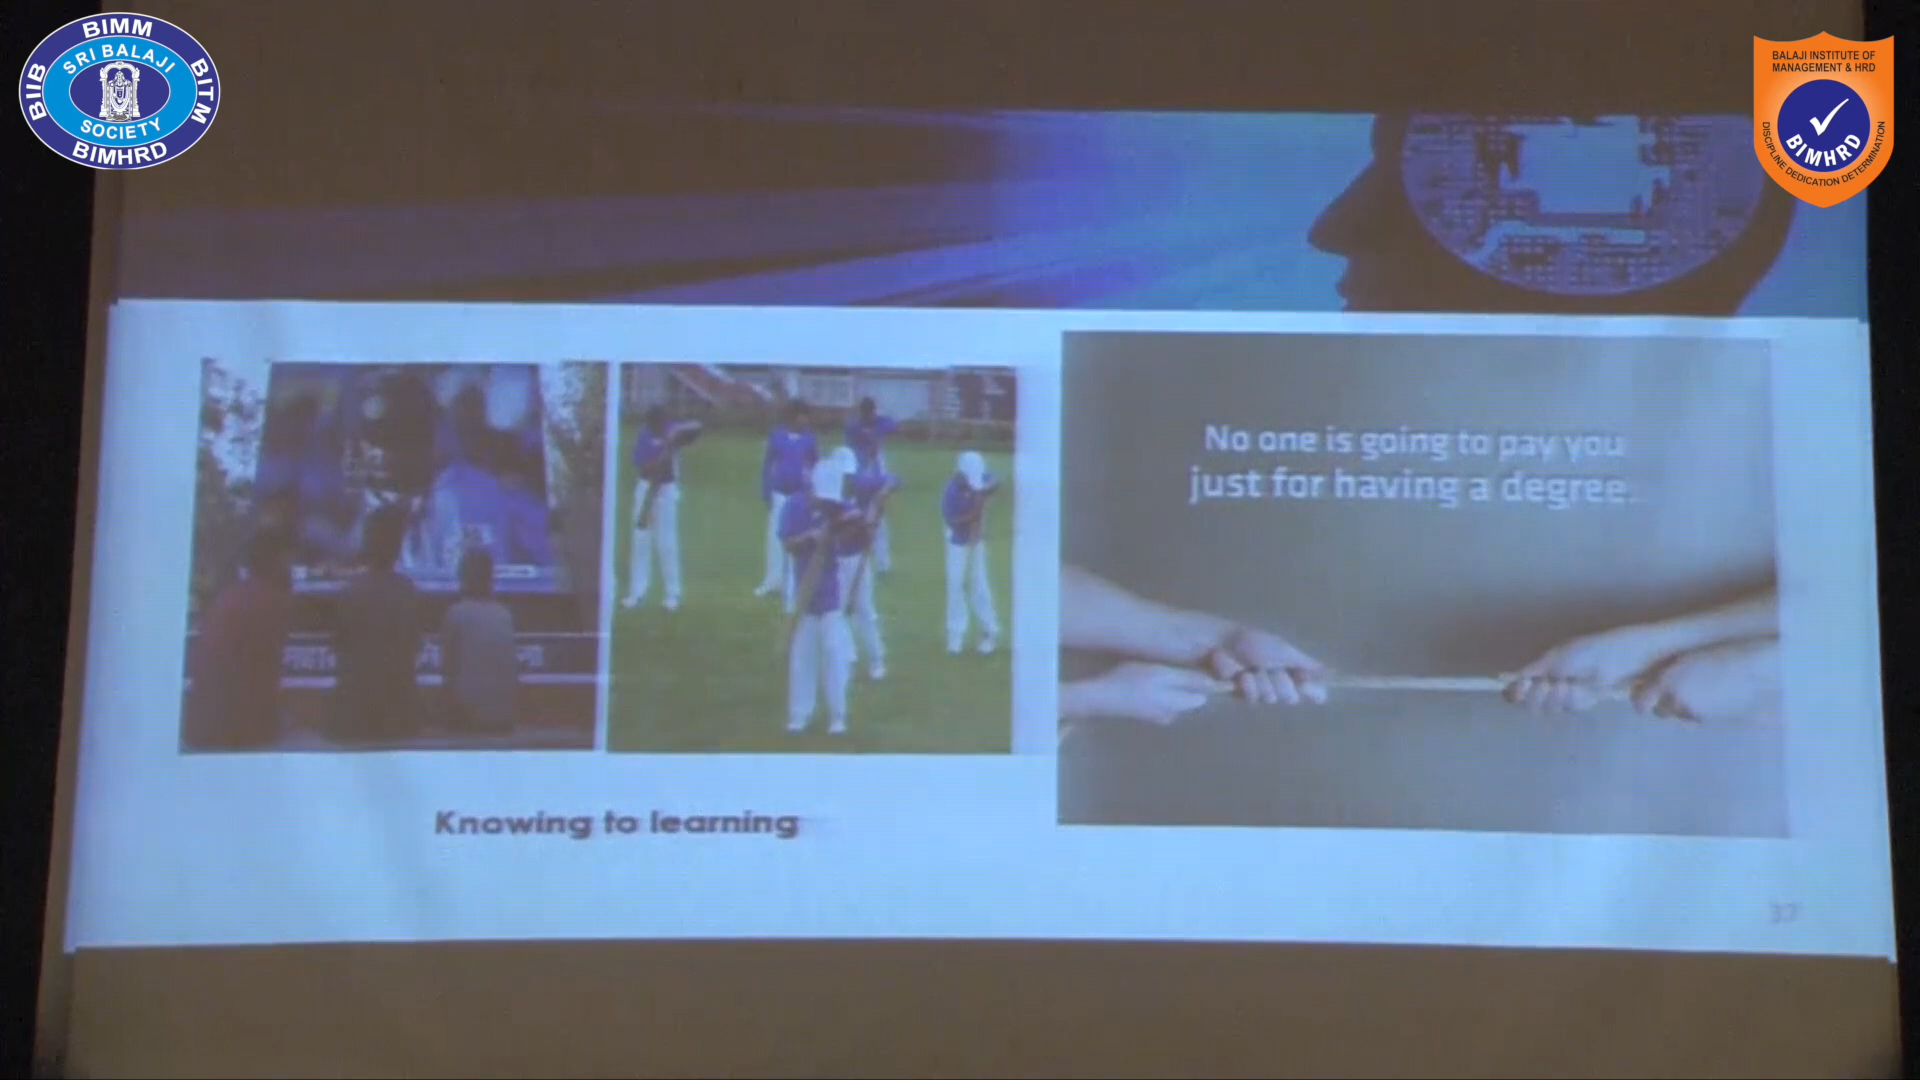 BIMM
SRI BALAJI
BIIB
BITM
SOCIETY
BIMHRD
BALAJI INSTITUTE OF
MANAGEMENT & HRD
BIMHRD
DISCIPLINE DEDICATION DETERMINATION
No one is going to pay you
just for having a degree.
Knowing to learning
37